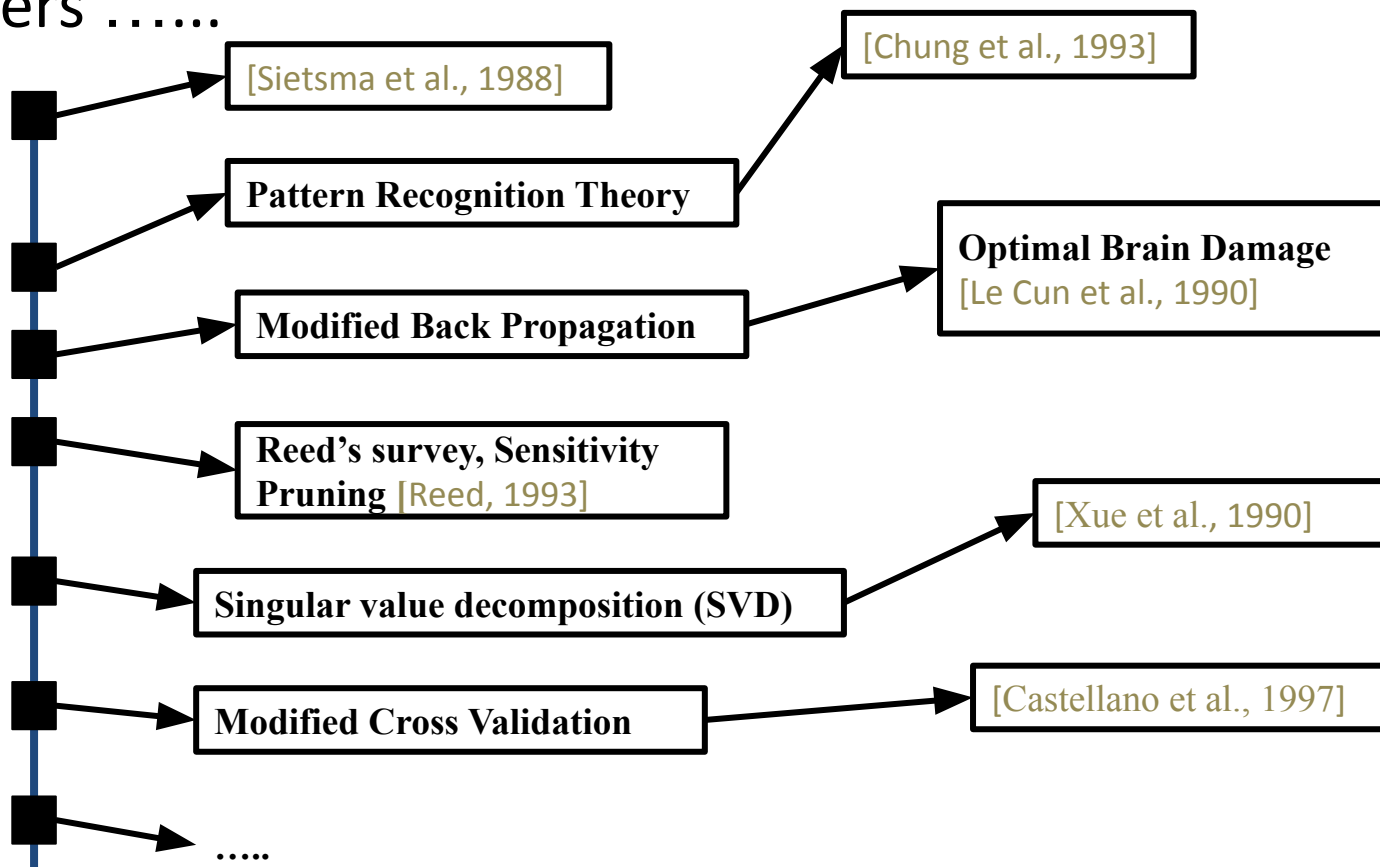 ers …...
[Sietsma et al., 1988]
[Chung et al., 1993]
Pattern Recognition Theory
Optimal Brain Damage
[Le Cun et al., 1990]
Modified Back Propagation
Reed’s survey, Sensitivity
Pruning [Reed, 1993]
[Xue et al., 1990]
Singular value decomposition (SVD)
[Castellano et al., 1997]
Modified Cross Validation
…..